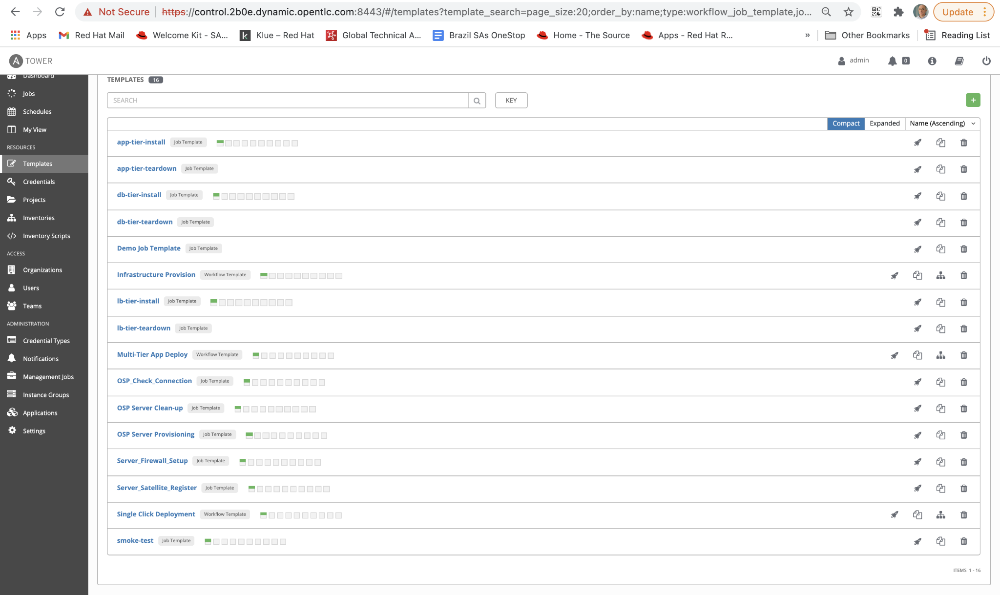 Not Secure | https://control.2b0e.dynamic.opentlc.com:8443/#/templates?template_search=page_size:20;order_by:name;type:workflow_job_template,jo... Update
Apps Red Hat Mail Welcome Kit - SA... k Klue – Red Hat Global Technical A... Brazil SAs OneStop Home - The Source Apps - Red Hat R... » Other Bookmarks Reading List
A TOWER admin 0
Dashboard
Jobs
Schedules
My View
RESOURCES
Templates
Credentials
Projects
Inventories
Inventory Scripts
ACCESS
Organizations
Users
Teams
ADMINISTRATION
Credential Types
Notifications
Management Jobs
Instance Groups
Applications
Settings
TEMPLATES 16
SEARCH KEY +
Compact Expanded Name (Ascending)
app-tier-install Job Template
app-tier-teardown Job Template
db-tier-install Job Template
db-tier-teardown Job Template
Demo Job Template Job Template
Infrastructure Provision Workflow Template
lb-tier-install Job Template
lb-tier-teardown Job Template
Multi-Tier App Deploy Workflow Template
OSP_Check_Connection Job Template
OSP Server Clean-up Job Template
OSP Server Provisioning Job Template
Server_Firewall_Setup Job Template
Server_Satellite_Register Job Template
Single Click Deployment Workflow Template
smoke-test Job Template
ITEMS 1 - 16